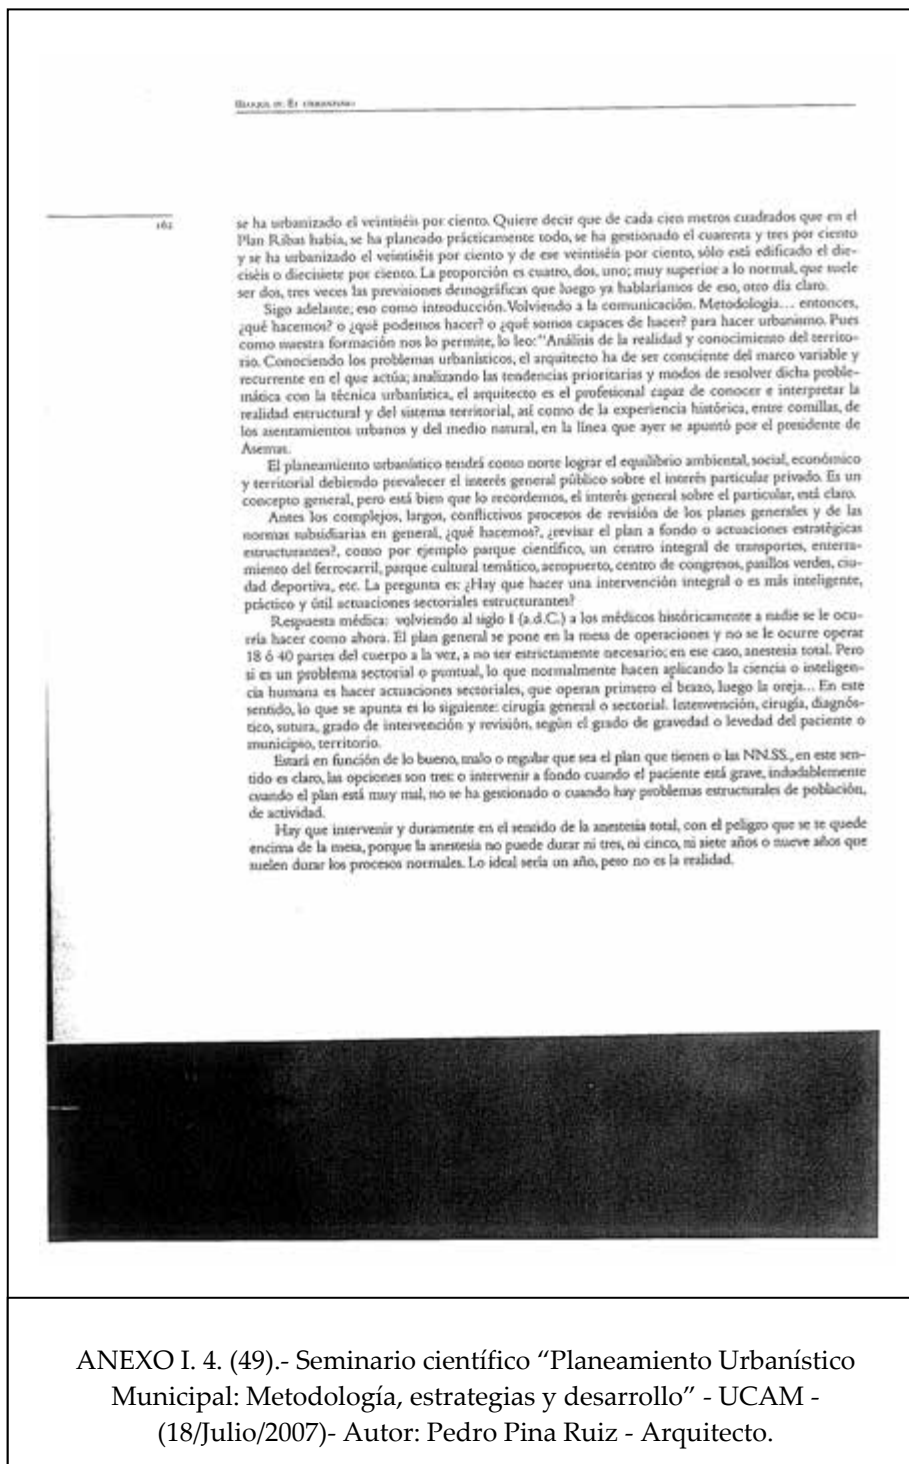 Bloque IV. El urbanismo
162
se ha urbanizado el veintiséis por ciento. Quiere decir que de cada cien metros cuadrados que en el
Plan Ribas había, se ha planeado prácticamente todo, se ha gestionado el cuarenta y tres por ciento
y se ha urbanizado el veintiséis por ciento y de ese veintiséis por ciento, sólo está edificado el die-
ciséis o diecisiete por ciento. La proporción es cuatro, dos, uno; muy superior a lo normal, que suele
ser dos, tres veces las previsiones demográficas que luego ya hablaríamos de eso, otro día claro.
Sigo adelante, eso como introducción. Volviendo a la comunicación. Metodología... entonces,
¿qué hacemos? o ¿qué podemos hacer? o ¿qué somos capaces de hacer? para hacer urbanismo. Pues
como nuestra formación nos lo permite, lo leo: "Análisis de la realidad y conocimiento del territo-
rio. Conociendo los problemas urbanísticos, el arquitecto ha de ser consciente del marco variable y
recurrente en el que actúa; analizando las tendencias prioritarias y modos de resolver dicha proble-
mática con la técnica urbanística, el arquitecto es el profesional capaz de conocer e interpretar la
realidad estructural y del sistema territorial, así como de la experiencia histórica, entre comillas, de
los asentamientos urbanos y del medio natural, en la línea que ayer se apuntó por el presidente de
Asemas.
El planeamiento urbanístico tendrá como norte lograr el equilibrio ambiental, social, económico
y territorial debiendo prevalecer el interés general público sobre el interés particular privado. Es un
concepto general, pero está bien que lo recordemos, el interés general sobre el particular, está claro.
Antes los complejos, largos, conflictivos procesos de revisión de los planes generales y de las
normas subsidiarias en general, ¿qué hacemos?, ¿revisar el plan a fondo o actuaciones estratégicas
estructurantes?, como por ejemplo parque científico, un centro integral de transportes, enterra-
miento del ferrocarril, parque cultural temático, aeropuerto, centro de congresos, pasillos verdes, ciu-
dad deportiva, etc. La pregunta es: ¿Hay que hacer una intervención integral o es más inteligente,
práctico y útil actuaciones sectoriales estructurantes?
Respuesta médica: volviendo al siglo I (a.d.C.) a los médicos históricamente a nadie se le ocu-
rría hacer como ahora. El plan general se pone en la mesa de operaciones y no se le ocurre operar
18 ó 40 partes del cuerpo a la vez, a no ser estrictamente necesario; en ese caso, anestesia total. Pero
si es un problema sectorial o puntual, lo que normalmente hacen aplicando la ciencia o inteligen-
cia humana es hacer actuaciones sectoriales, que operan primero el brazo, luego la oreja... En este
sentido, lo que se apunta es lo siguiente: cirugía general o sectorial. Intervención, cirugía, diagnós-
tico, sutura, grado de intervención y revisión, según el grado de gravedad o levedad del paciente o
municipio, territorio.
Estará en función de lo bueno, malo o regular que sea el plan que tienen o las NN.SS., en este sen-
tido es claro, las opciones son tres: o intervenir a fondo cuando el paciente está grave, indudablemente
cuando el plan está muy mal, no se ha gestionado o cuando hay problemas estructurales de población,
de actividad.
Hay que intervenir y duramente en el sentido de la anestesia total, con el peligro que se te quede
encima de la mesa, porque la anestesia no puede durar ni tres, ni cinco, ni siete años o nueve años que
suelen durar los procesos normales. Lo ideal sería un año, pero no es la realidad.
ANEXO I. 4. (49).- Seminario científico “Planeamiento Urbanístico
Municipal: Metodología, estrategias y desarrollo” - UCAM -
(18/Julio/2007)- Autor: Pedro Pina Ruiz - Arquitecto.